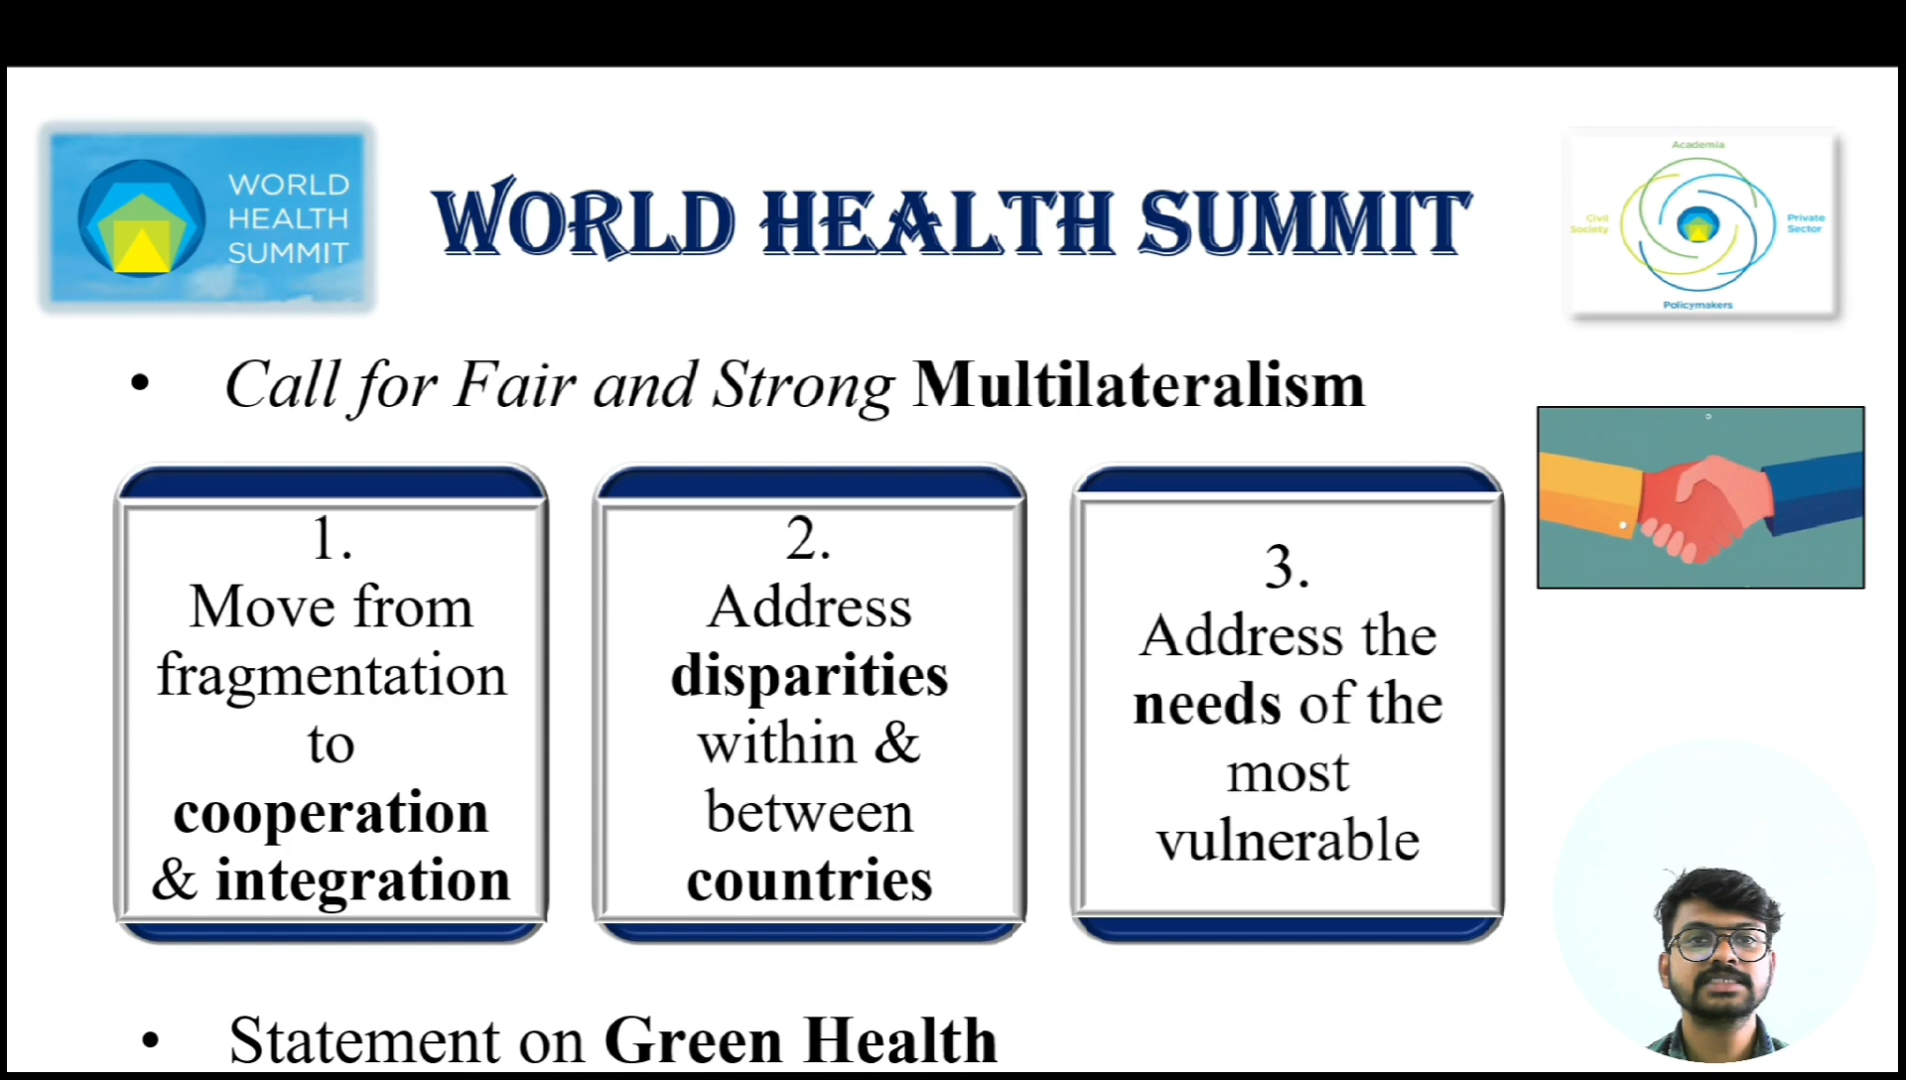 WORLD
HEALTH
SUMMIT
WORLD HEALTH SUMMIT
Academia
Civil
Society
Private
Sector
Policymakers
• Call for Fair and Strong Multilateralism
1.
Move from
fragmentation
to
cooperation
& integration
2.
Address
disparities
within &
between
countries
3.
Address the
needs of the
most
vulnerable
• Statement on Green Health